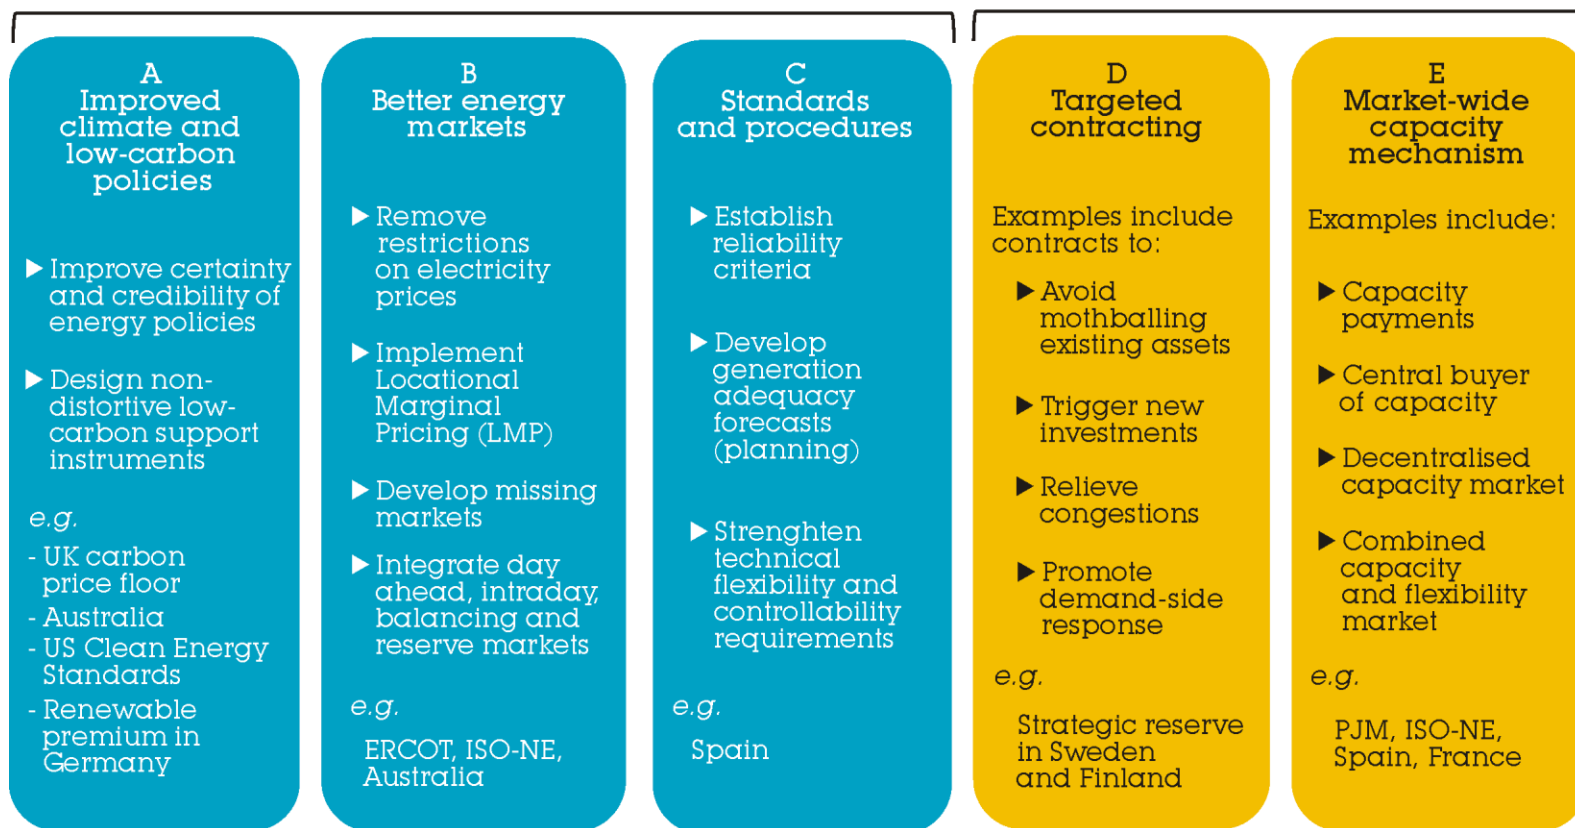 A
Improved
climate and
low-carbon
policies
▶ Improve certainty
and credibility of
energy policies
▶ Design non-
distortive low-
carbon support
instruments
e.g.
- UK carbon
price floor
- Australia
- US Clean Energy
Standards
- Renewable
premium in
Germany
B
Better energy
markets
▶ Remove
restrictions
on electricity
prices
▶ Implement
Locational
Marginal
Pricing (LMP)
▶ Develop missing
markets
▶ Integrate day
ahead, intraday,
balancing and
reserve markets
e.g.
ERCOT, ISO-NE,
Australia
C
Standards
and procedures
▶ Establish
reliability
criteria
▶ Develop
generation
adequacy
forecasts
(planning)
▶ Strenghten
technical
flexibility and
controllability
requirements
e.g.
Spain
D
Targeted
contracting
Examples include
contracts to:
▶ Avoid
mothballing
existing assets
▶ Trigger new
investments
▶ Relieve
congestions
▶ Promote
demand-side
response
e.g.
Strategic reserve
in Sweden
and Finland
E
Market-wide
capacity
mechanism
Examples include:
▶ Capacity
payments
▶ Central buyer
of capacity
▶ Decentralised
capacity market
▶ Combined
capacity
and flexibility
market
e.g.
PJM, ISO-NE,
Spain, France